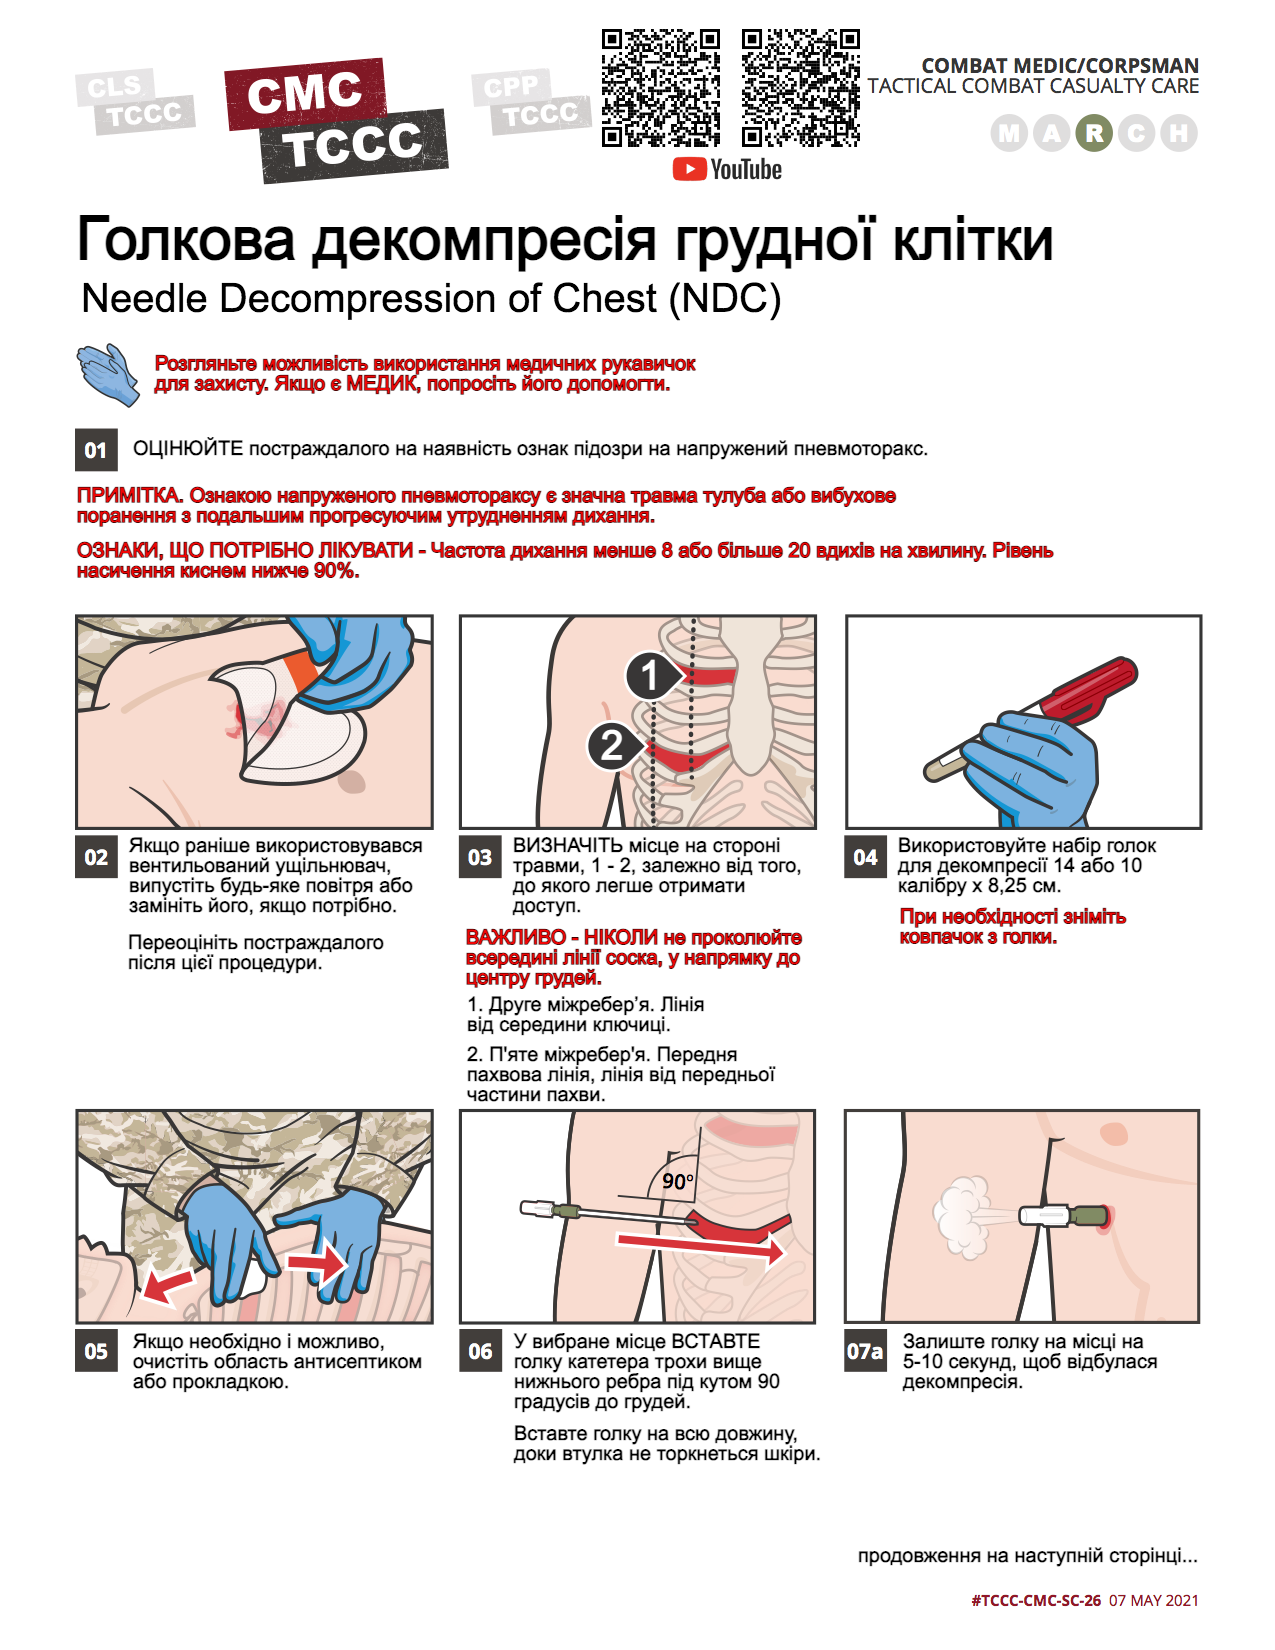 CLS
TCCC
CMC
TCCC
CPP
TCCC
YouTube
COMBAT MEDIC/CORPSMAN
TACTICAL COMBAT CASUALTY CARE
M A R C H
Голкова декомпресія грудної клітки
Needle Decompression of Chest (NDC)
Розгляньте можливість використання медичних рукавичок
для захисту. Якщо є МЕДИК, попросіть його допомогти.
01 ОЦІНЮЙТЕ постраждалого на наявність ознак підозри на напружений пневмоторакс.
ПРИМІТКА. Ознакою напруженого пневмотораксу є значна травма тулуба або вибухове
поранення з подальшим прогресуючим утрудненням дихання.
ОЗНАКИ, ЩО ПОТРІБНО ЛІКУВАТИ - Частота дихання менше 8 або більше 20 вдихів на хвилину. Рівень
насичення киснем нижче 90%.
1
2
02
Якщо раніше використовувався
вентильований ущільнювач,
випустіть будь-яке повітря або
замініть його, якщо потрібно.
Переоцініть постраждалого
після цієї процедури.
03
ВИЗНАЧІТЬ місце на стороні
травми, 1 - 2, залежно від того,
до якого легше отримати
доступ.
ВАЖЛИВО - НІКОЛИ не проколюйте
всередині лінії соска, у напрямку до
центру грудей.
1. Друге міжребер’я. Лінія
від середини ключиці.
2. П'яте міжребер'я. Передня
пахвова лінія, лінія від передньої
частини пахви.
04
Використовуйте набір голок
для декомпресії 14 або 10
калібру x 8,25 см.
При необхідності зніміть
ковпачок з голки.
90°
05
Якщо необхідно і можливо,
очистіть область антисептиком
або прокладкою.
06
У вибране місце ВСТАВТЕ
голку катетера трохи вище
нижнього ребра під кутом 90
градусів до грудей.
Вставте голку на всю довжину,
доки втулка не торкнеться шкіри.
07a
Залиште голку на місці на
5-10 секунд, щоб відбулася
декомпресія.
продовження на наступній сторінці...
#TCCC-CMC-SC-26 07 MAY 2021